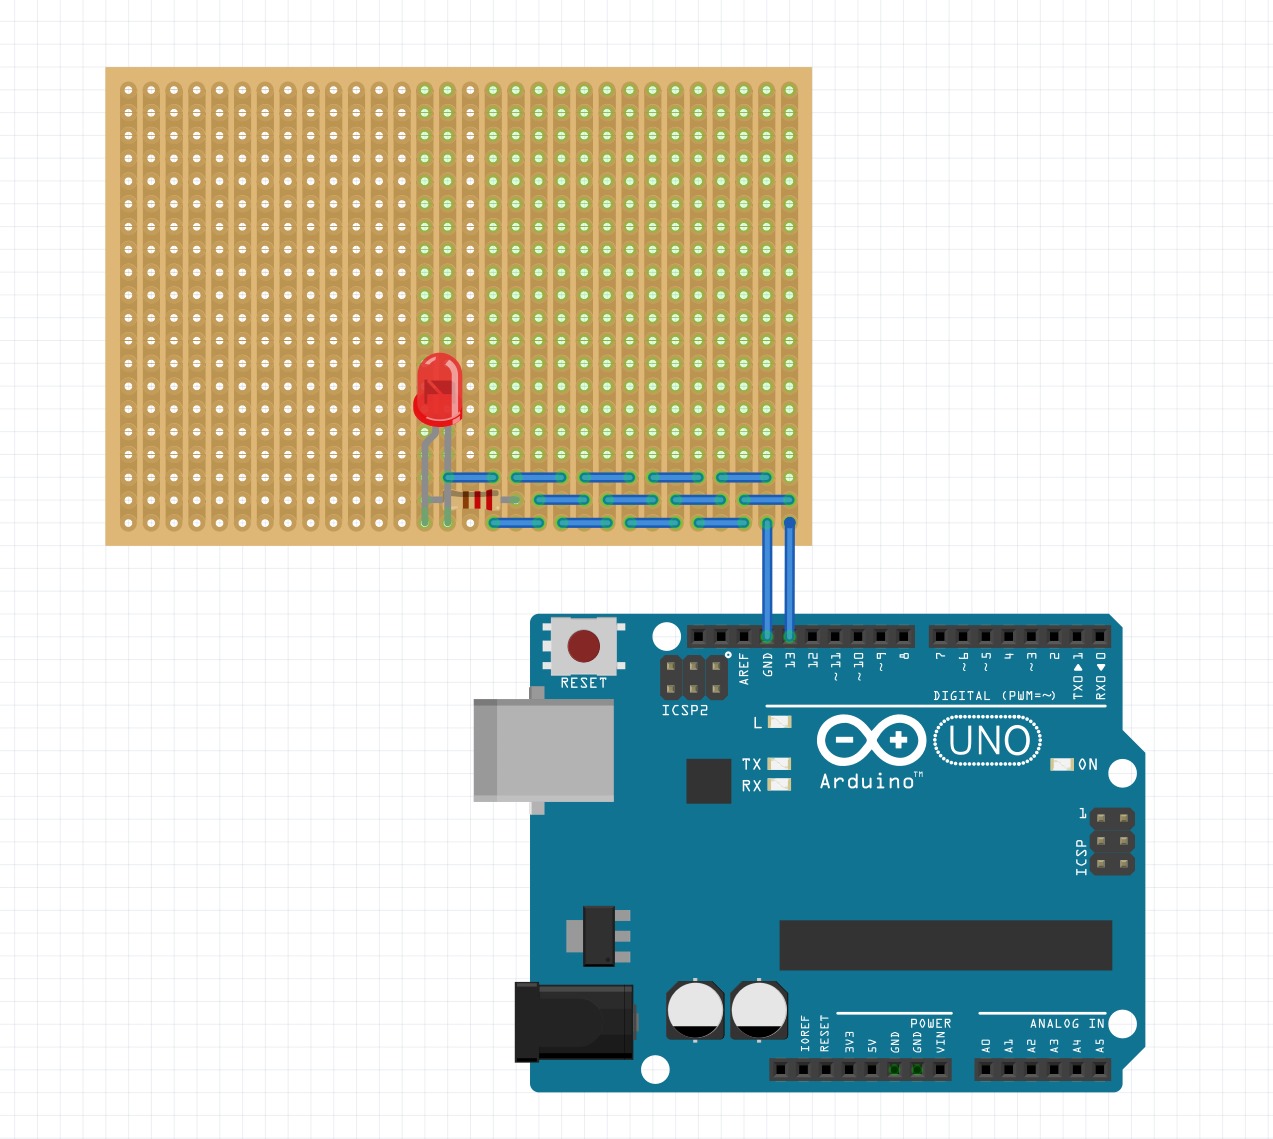 RESET
ICSP2
AREF
GND
13
12
~11
~10
~9
8
7
~6
~5
4
~3
2
TX0▶1
RX0◀0
DIGITAL (PWM=~)
L
TX
RX
UNO
Arduino™
ON
1
ICSP
POWER
ANALOG IN
IOREF
RESET
3V3
5V
GND
GND
VIN
A0
A1
A2
A3
A4
A5